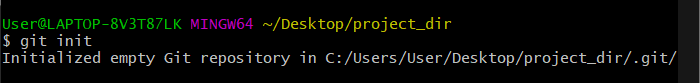 User@LAPTOP-8V3T87LK MINGW64 ~/Desktop/project_dir
$ git init
Initialized empty Git repository in C:/Users/User/Desktop/project_dir/.git/